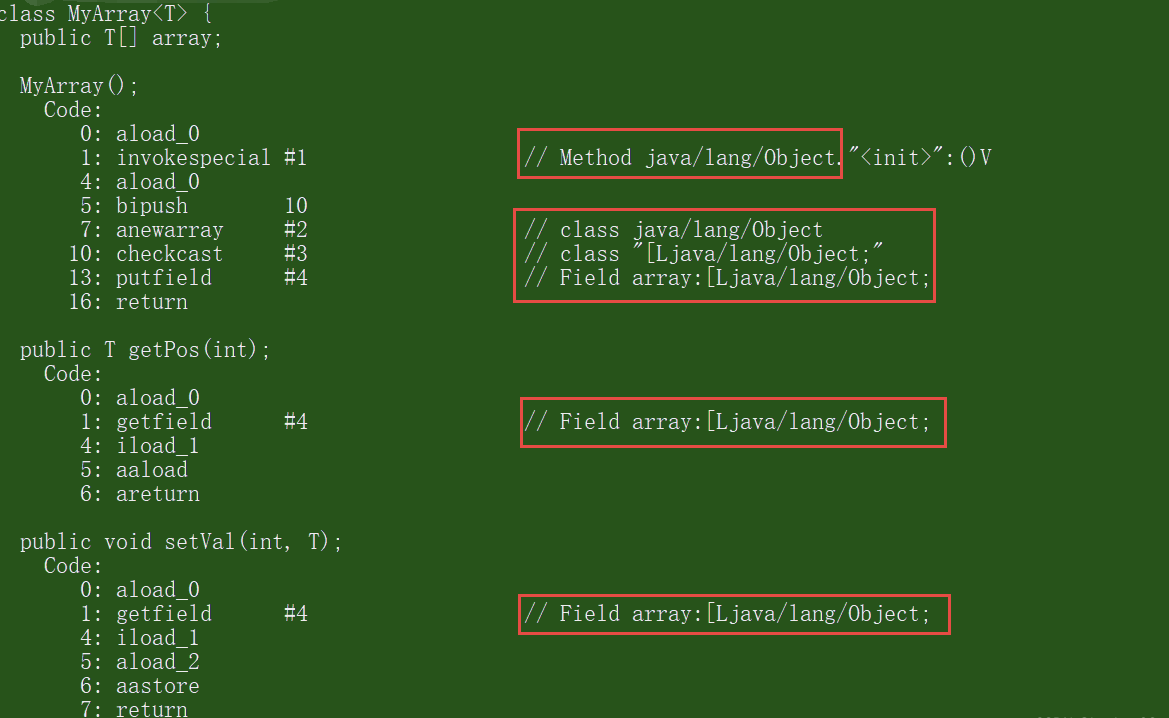 class MyArray<T> {
  public T[] array;
  MyArray();
    Code:
       0: aload_0
       1: invokespecial #1                  // Method java/lang/Object."<init>":()V
       4: aload_0
       5: bipush        10
       7: anewarray     #2                  // class java/lang/Object
      10: checkcast     #3                  // class "[Ljava/lang/Object;"
      13: putfield      #4                  // Field array:[Ljava/lang/Object;
      16: return
  public T getPos(int);
    Code:
       0: aload_0
       1: getfield      #4                  // Field array:[Ljava/lang/Object;
       4: iload_1
       5: aaload
       6: areturn
  public void setVal(int, T);
    Code:
       0: aload_0
       1: getfield      #4                  // Field array:[Ljava/lang/Object;
       4: iload_1
       5: aload_2
       6: aastore
       7: return